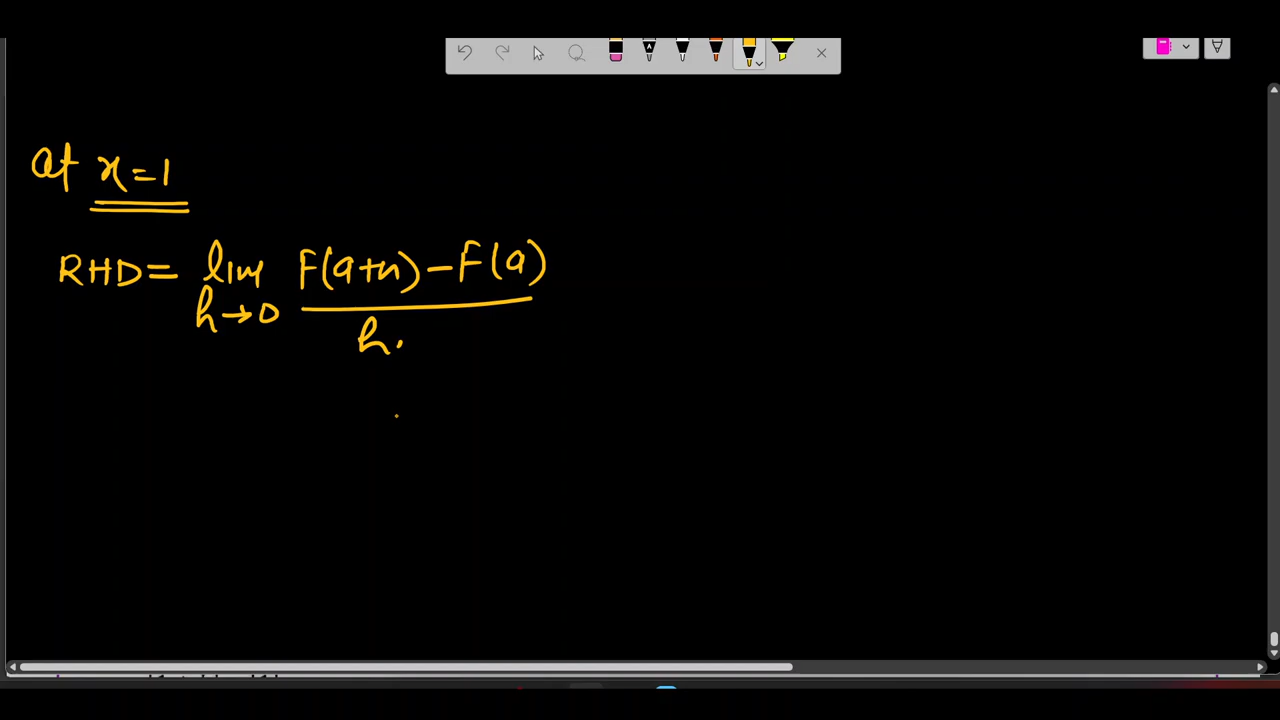 at x=1
RHD= lim F(a+h)-F(a)
h→0 h.